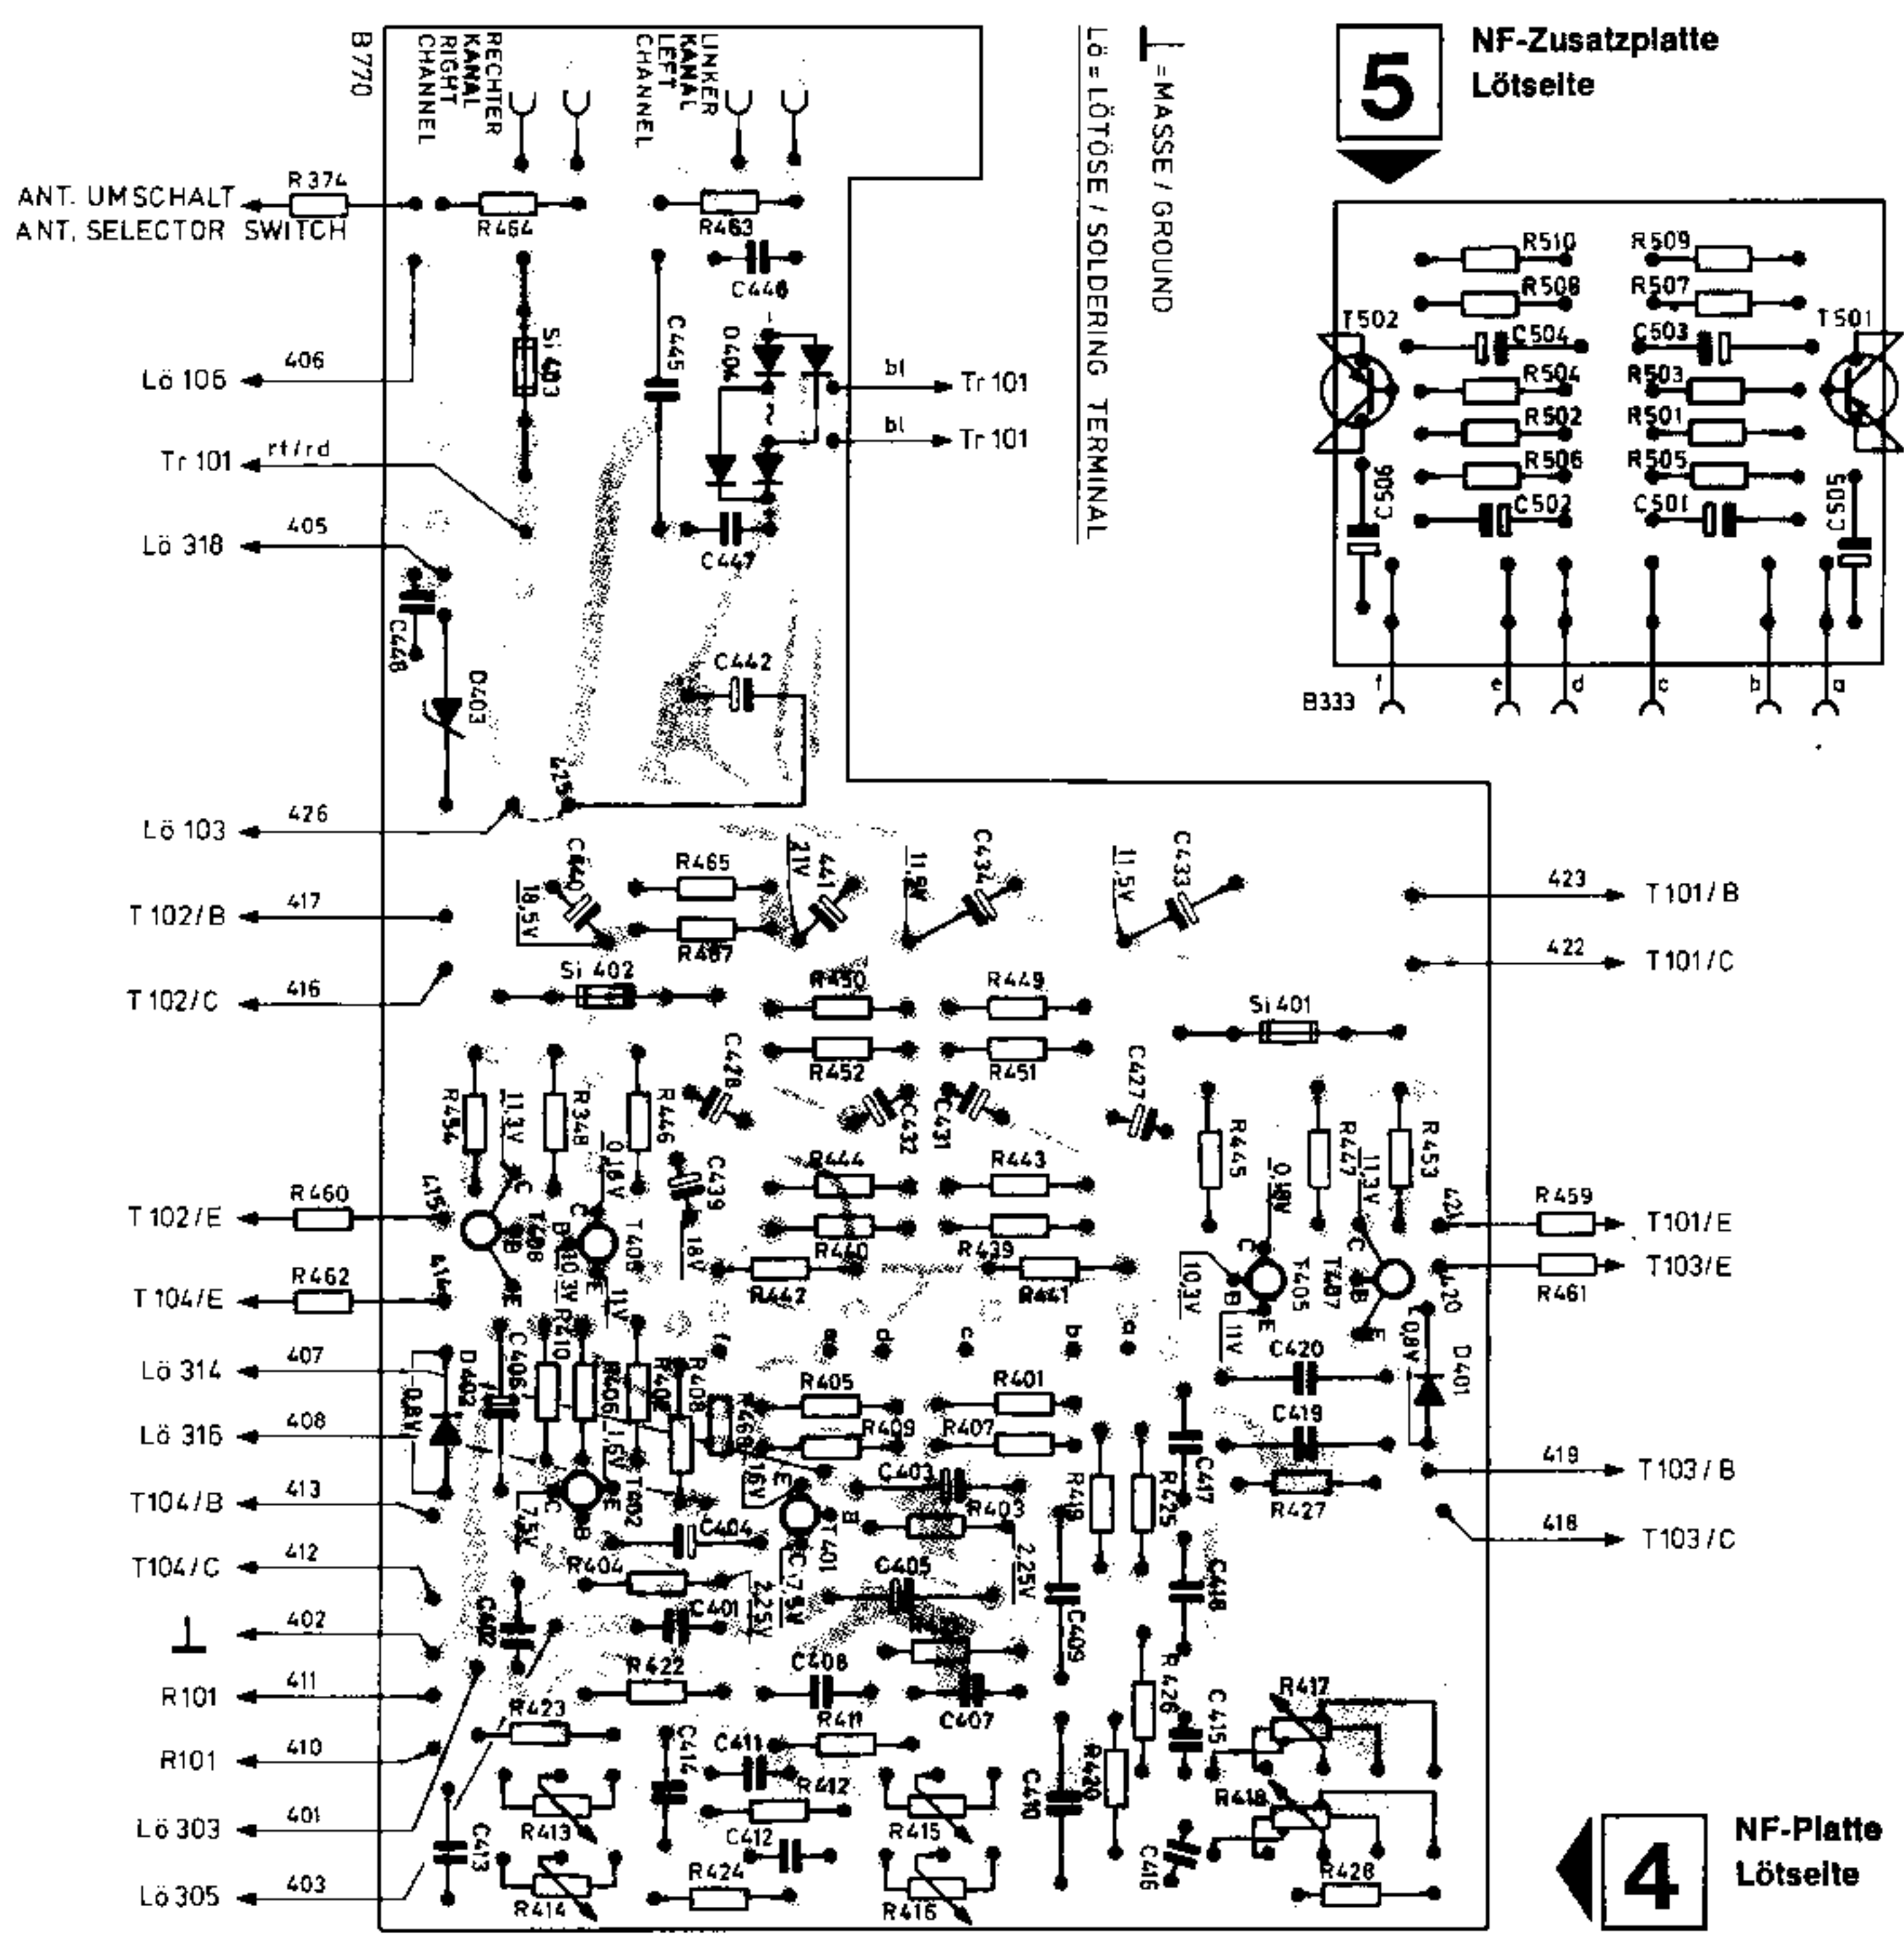 5
NF-Zusatzplatte
Lötseite
B770
RECHTER
KANAL
RIGHT
CHANNEL
LINKER
KANAL
LEFT
CHANNEL
= MASSE / GROUND
Lö = LÖTÖSE / SOLDERING TERMINAL
ANT. UMSCHALT
ANT. SELECTOR SWITCH
R374
R464
R463
C446
C445
D404
Si 403
C447
bl
Tr 101
bl
Tr 101
406
Lö 106
rt/rd
Tr 101
405
Lö 318
C448
D403
C442
425
426
Lö 103
R510
R509
R508
R507
T502
T501
C504
C503
R504
R503
R502
R501
R506
R505
C506
C502
C501
C505
f
e
d
c
b
a
B333
C440
18,5V
R465
R467
21V
441
11,5V
C434
11,5V
C433
417
T102/B
416
T102/C
423
T101/B
422
T101/C
Si 402
R450
R449
R452
R451
Si 401
C428
C432
C431
C427
R454
11,3V
R348
0,18V
R446
C439
18V
R444
R443
R440
R439
R442
R441
R445
0,18V
R447
11,3V
R453
R460
T102/E
415
R462
T104/E
414
C
B
E
T408
C
B
E
10,3V
11V
10,3V
C
B
E
T405
11V
C
B
E
421
420
R459
T101/E
T103/E
R461
0,8V
D401
407
Lö 314
408
Lö 316
413
T104/B
412
T104/C
402
411
R101
410
R101
401
Lö 303
403
Lö 305
0,8V
D402
C406
R410
R406
R408
f
e
d
c
b
a
R405
R401
R409
R407
C420
C419
R427
C417
R419
R425
C403
R403
C
E
B
T402
7,5V
1,6V
E
B
C
T401
7,5V
C404
R404
C401
2,25V
C405
2,25V
C402
C409
C418
419
T103/B
418
T103/C
R422
C408
C407
R423
R411
C414
C411
R412
C412
R413
R414
C413
R424
R415
R416
C410
R420
R426
C415
C416
R417
R418
R428
4
NF-Platte
Lötseite